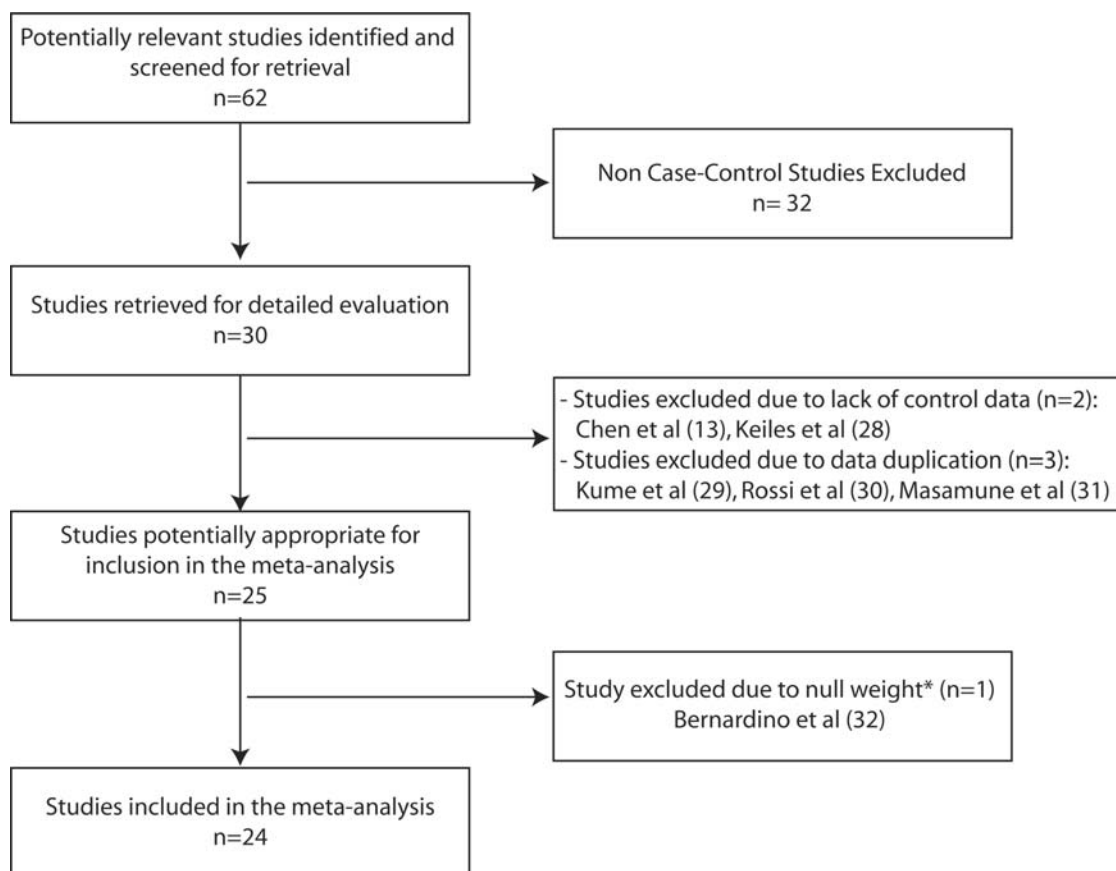 Potentially relevant studies identified and
screened for retrieval
n=62
Non Case-Control Studies Excluded
n= 32
Studies retrieved for detailed evaluation
n=30
- Studies excluded due to lack of control data (n=2):
Chen et al (13), Keiles et al (28)
- Studies excluded due to data duplication (n=3):
Kume et al (29), Rossi et al (30), Masamune et al (31)
Studies potentially appropriate for
inclusion in the meta-analysis
n=25
Study excluded due to null weight* (n=1)
Bernardino et al (32)
Studies included in the meta-analysis
n=24